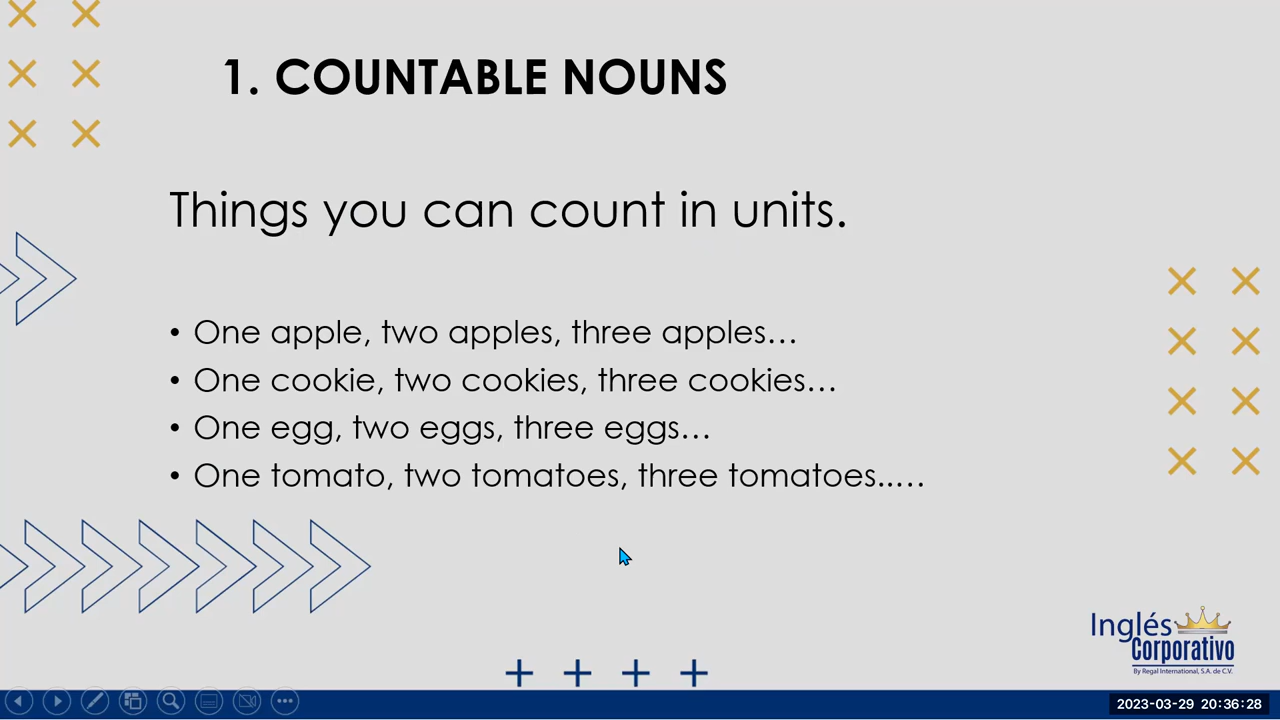 1. COUNTABLE NOUNS
Things you can count in units.
• One apple, two apples, three apples…
• One cookie, two cookies, three cookies…
• One egg, two eggs, three eggs…
• One tomato, two tomatoes, three tomatoes..…
Inglés
Corporativo
By Regal International, S.A. de C.V.
2023-03-29 20:36:28